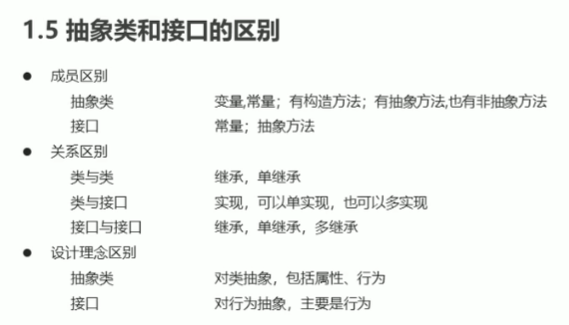 1.5 抽象类和接口的区别
● 成员区别
抽象类 变量,常量；有构造方法；有抽象方法,也有非抽象方法
接口 常量；抽象方法
● 关系区别
类与类 继承，单继承
类与接口 实现，可以单实现，也可以多实现
接口与接口 继承，单继承，多继承
● 设计理念区别
抽象类 对类抽象，包括属性、行为
接口 对行为抽象，主要是行为